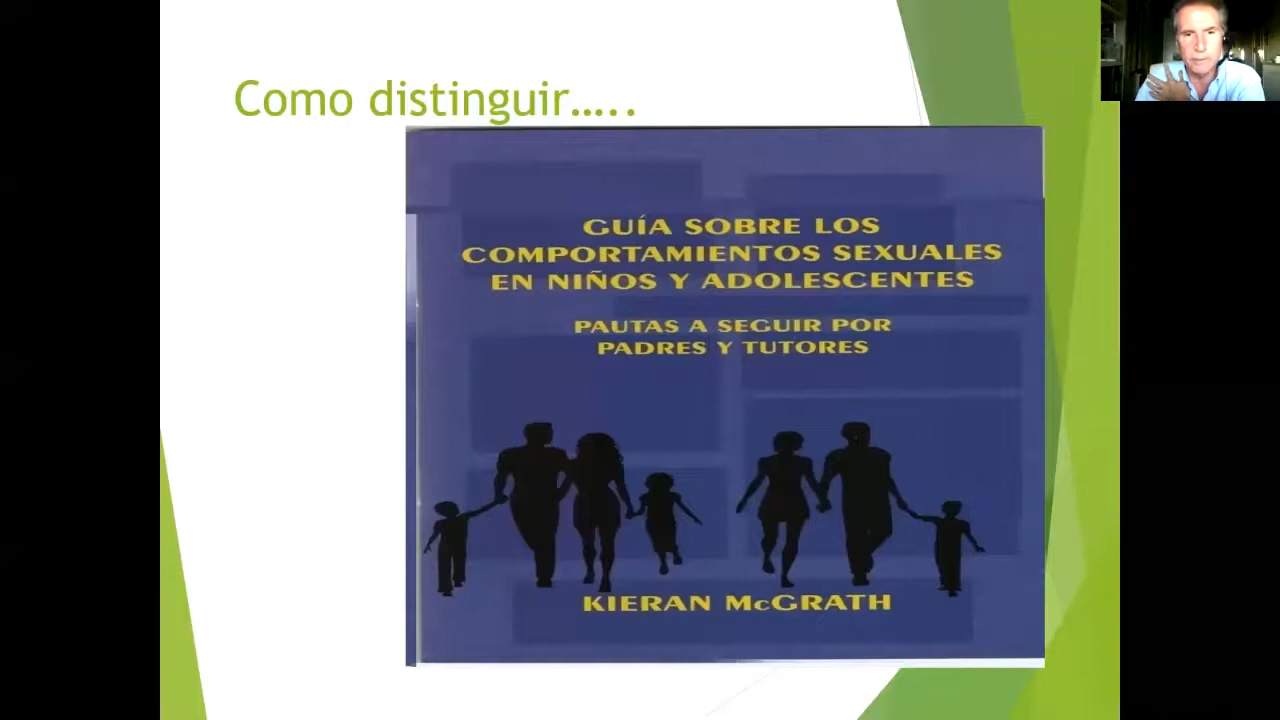 Como distinguir…..
GUÍA SOBRE LOS
COMPORTAMIENTOS SEXUALES
EN NIÑOS Y ADOLESCENTES
PAUTAS A SEGUIR POR
PADRES Y TUTORES
KIERAN McGRATH